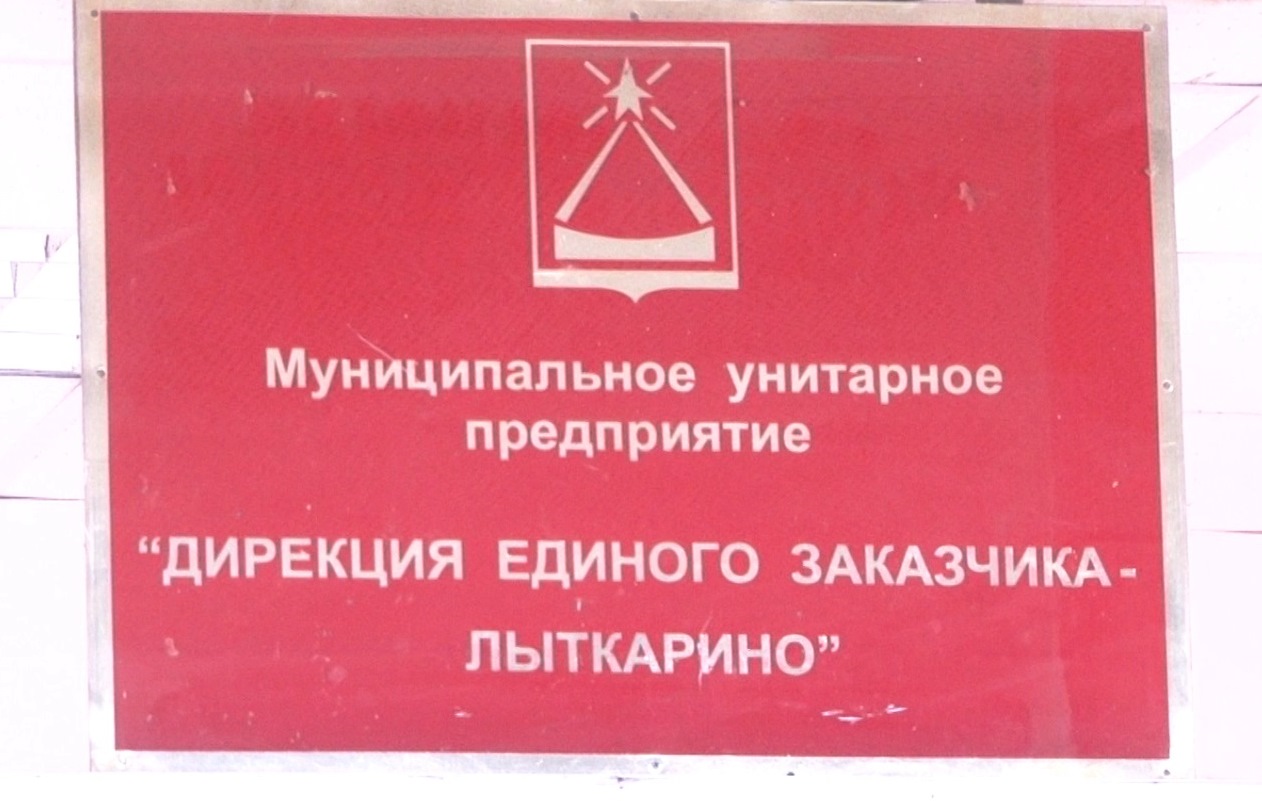 Муниципальное унитарное
предприятие
“ДИРЕКЦИЯ ЕДИНОГО ЗАКАЗЧИКА-
ЛЫТКАРИНО”